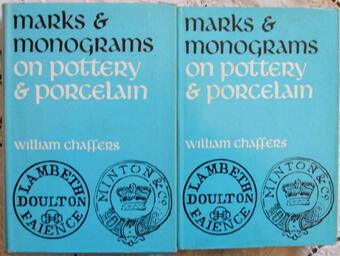 marks &
monograms
on pottery
& porcelain
william chaffers
LAMBETH
DOULTON
FAIENCE
MINTON & Co.
marks &
monograms
on pottery
& porcelain
william chaffers
LAMBETH
DOULTON
FAIENCE
MINTON & Co.